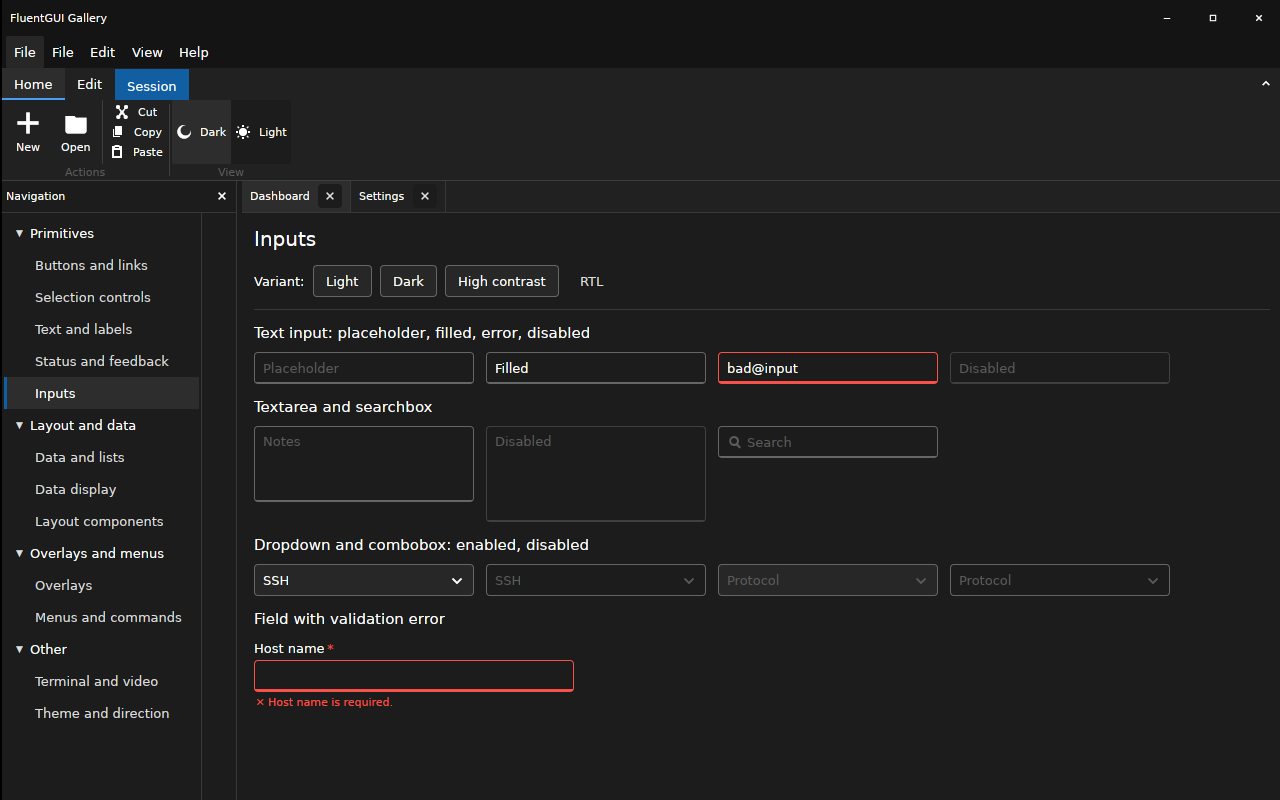 FluentGUI Gallery
File File Edit View Help
Home Edit Session
New Open Cut Copy Paste Dark Light
Actions View
Navigation
Dashboard Settings
Primitives
Buttons and links
Selection controls
Text and labels
Status and feedback
Inputs
Layout and data
Data and lists
Data display
Layout components
Overlays and menus
Overlays
Menus and commands
Other
Terminal and video
Theme and direction
Inputs
Variant: Light Dark High contrast RTL
Text input: placeholder, filled, error, disabled
Placeholder Filled bad@input Disabled
Textarea and searchbox
Notes Disabled Search
Dropdown and combobox: enabled, disabled
SSH SSH Protocol Protocol
Field with validation error
Host name *
Host name is required.